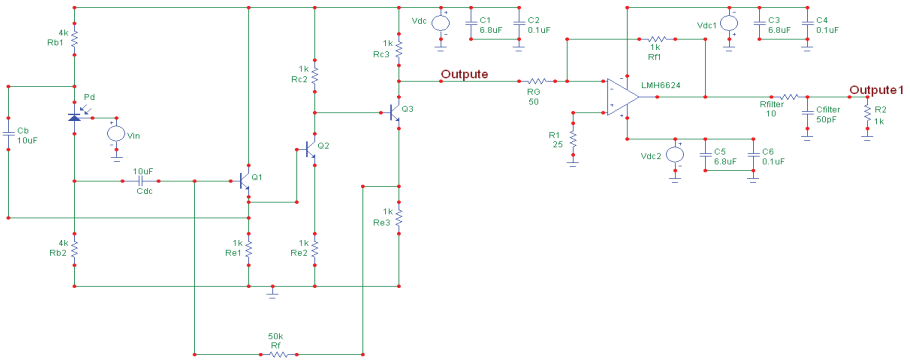 4k
Rb1
Pd
Vin
Cb
10uF
10uF
Cdc
4k
Rb2
Q1
1k
Re1
1k
Rc2
Q2
1k
Re2
1k
Rc3
Q3
1k
Re3
50k
Rf
Vdc
C1
6.8uF
C2
0.1uF
Outpute
RG
50
R1
25
1k
Rf1
LMH6624
Vdc1
C3
6.8uF
C4
0.1uF
Vdc2
C5
6.8uF
C6
0.1uF
Rfilter
10
Cfilter
50pF
Outpute1
R2
1k